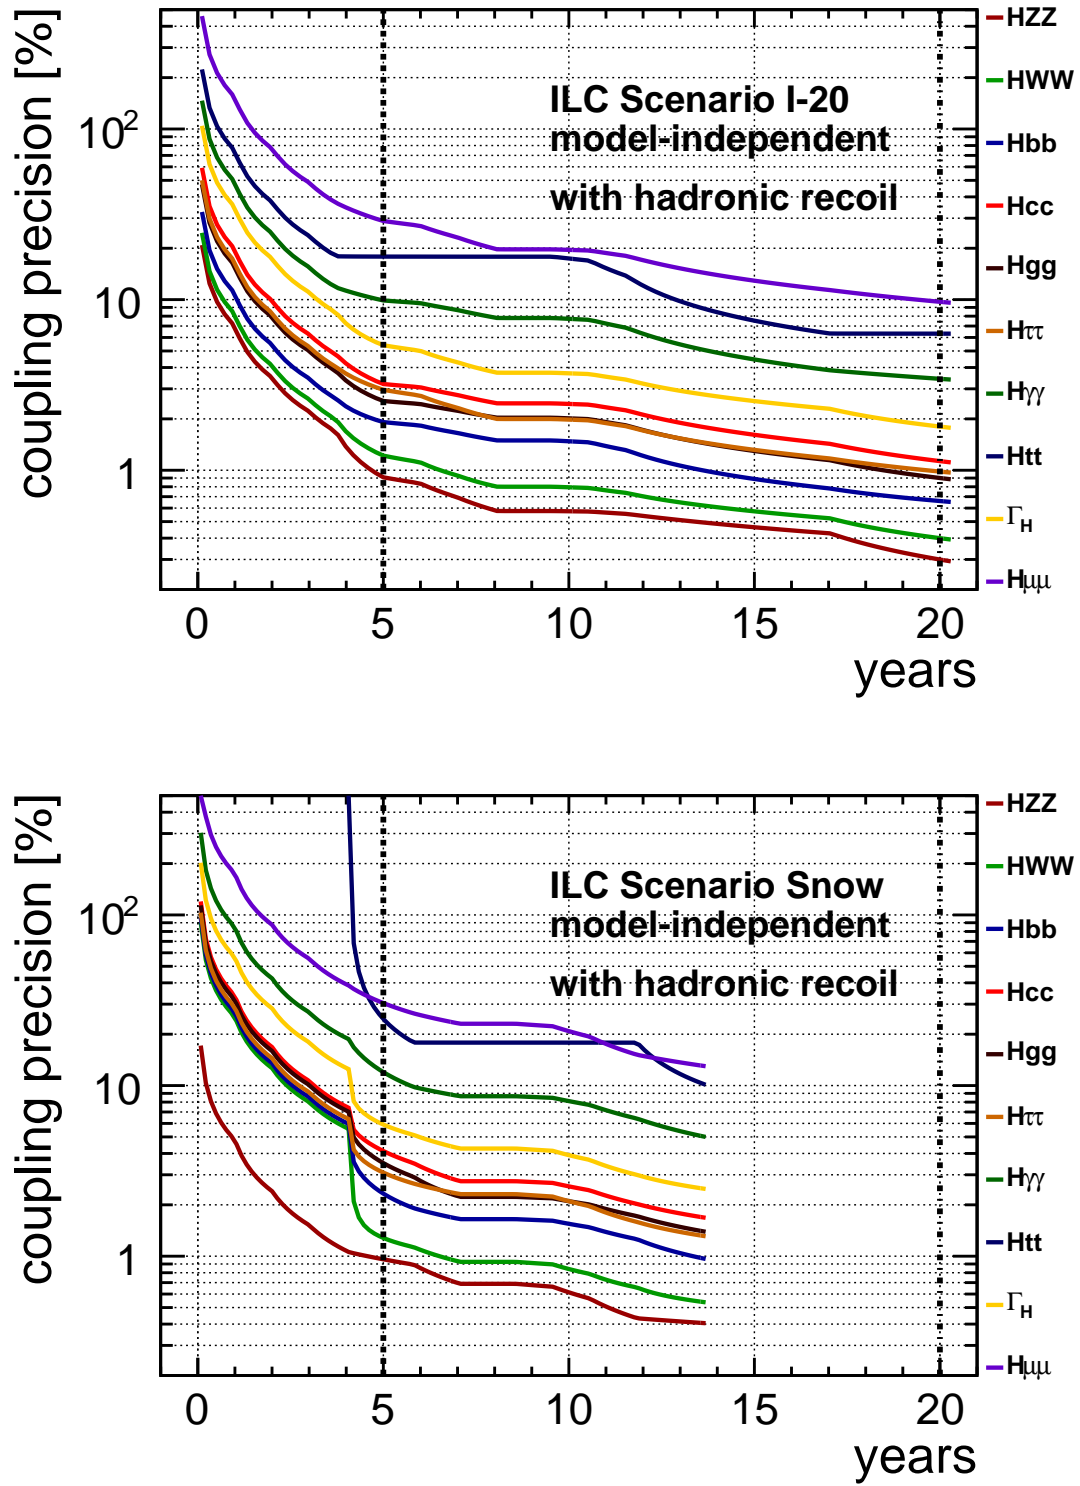 coupling precision [%]
10²
10
1
ILC Scenario I-20
model-independent
with hadronic recoil
0 5 10 15 20
years
HZZ
HWW
Hbb
Hcc
Hgg
Hττ
Hγγ
Htt
Γ_H
Hμμ
coupling precision [%]
10²
10
1
ILC Scenario Snow
model-independent
with hadronic recoil
0 5 10 15 20
years
HZZ
HWW
Hbb
Hcc
Hgg
Hττ
Hγγ
Htt
Γ_H
Hμμ